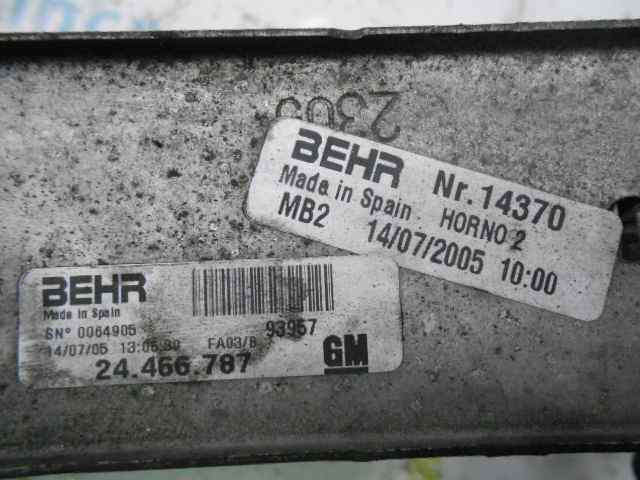 BEHR Nr.14370
Made in Spain HORNO 2
MB2 14/07/2005 10:00
BEHR
Made in Spain
93957
SN° 0064905
14/07/05 13:05:30 FA03/B
24.466.787
GM